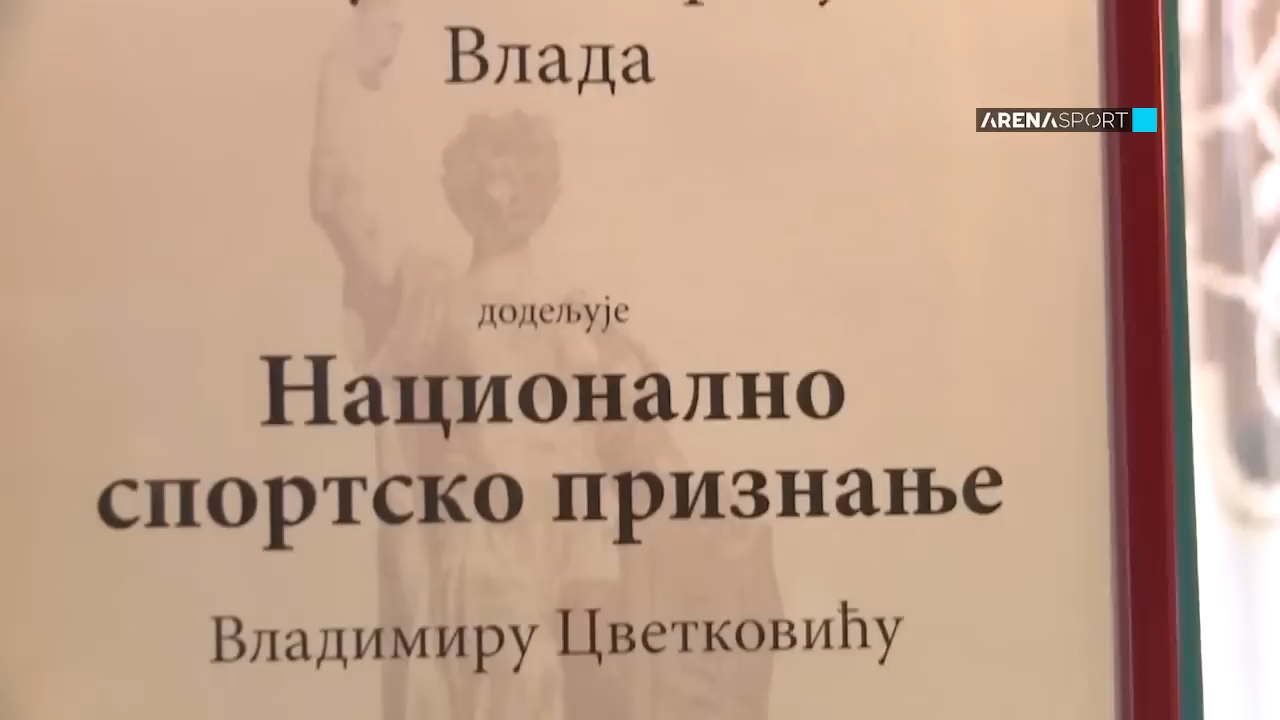 Влада
ARENASPORT
додељује
Национално
спортско признање
Владимиру Цветковићу